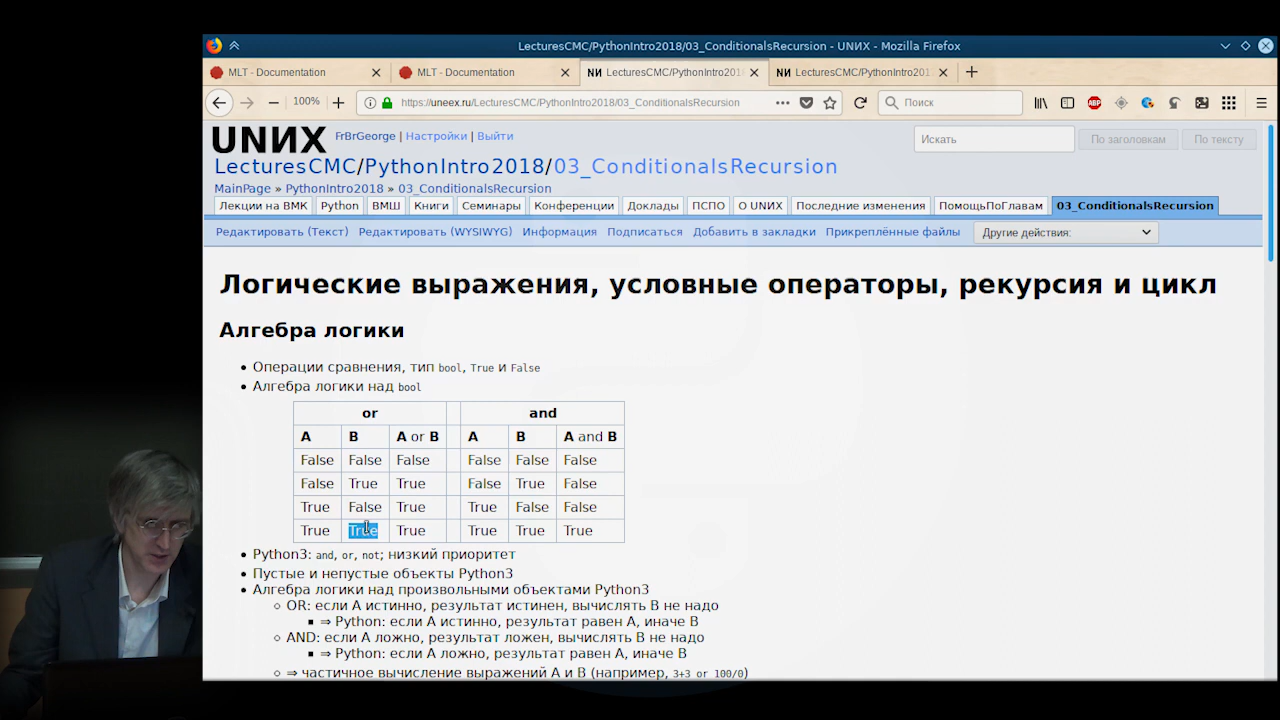 LecturesCMC/PythonIntro2018/03_ConditionalsRecursion - UNИX - Mozilla Firefox
MLT - Documentation MLT - Documentation ИИ LecturesCMC/PythonIntro2018 ИИ LecturesCMC/PythonIntro201
100% https://uneex.ru/LecturesCMC/PythonIntro2018/03_ConditionalsRecursion Поиск ABP
UNИX FrBrGeorge | Настройки | Выйти Искать По заголовкам По тексту
LecturesCMC/PythonIntro2018/03_ConditionalsRecursion
MainPage » PythonIntro2018 » 03_ConditionalsRecursion
Лекции на ВМК Python ВМШ Книги Семинары Конференции Доклады ПСПО О UNИX Последние изменения ПомощьПоГлавам 03_ConditionalsRecursion
Редактировать (Текст) Редактировать (WYSIWYG) Информация Подписаться Добавить в закладки Прикреплённые файлы Другие действия:
Логические выражения, условные операторы, рекурсия и цикл
Алгебра логики
• Операции сравнения, тип bool, True и False
• Алгебра логики над bool
or and
A B A or B A B A and B
False False False False False False
False True True False True False
True False True True False False
True True True True True True
• Python3: and, or, not; низкий приоритет
• Пустые и непустые объекты Python3
• Алгебра логики над произвольными объектами Python3
◦ OR: если A истинно, результат истинен, вычислять B не надо
▪ ⇒ Python: если A истинно, результат равен A, иначе B
◦ AND: если A ложно, результат ложен, вычислять B не надо
▪ ⇒ Python: если A ложно, результат равен A, иначе B
◦ ⇒ частичное вычисление выражений A и B (например, 3+3 or 100/0)